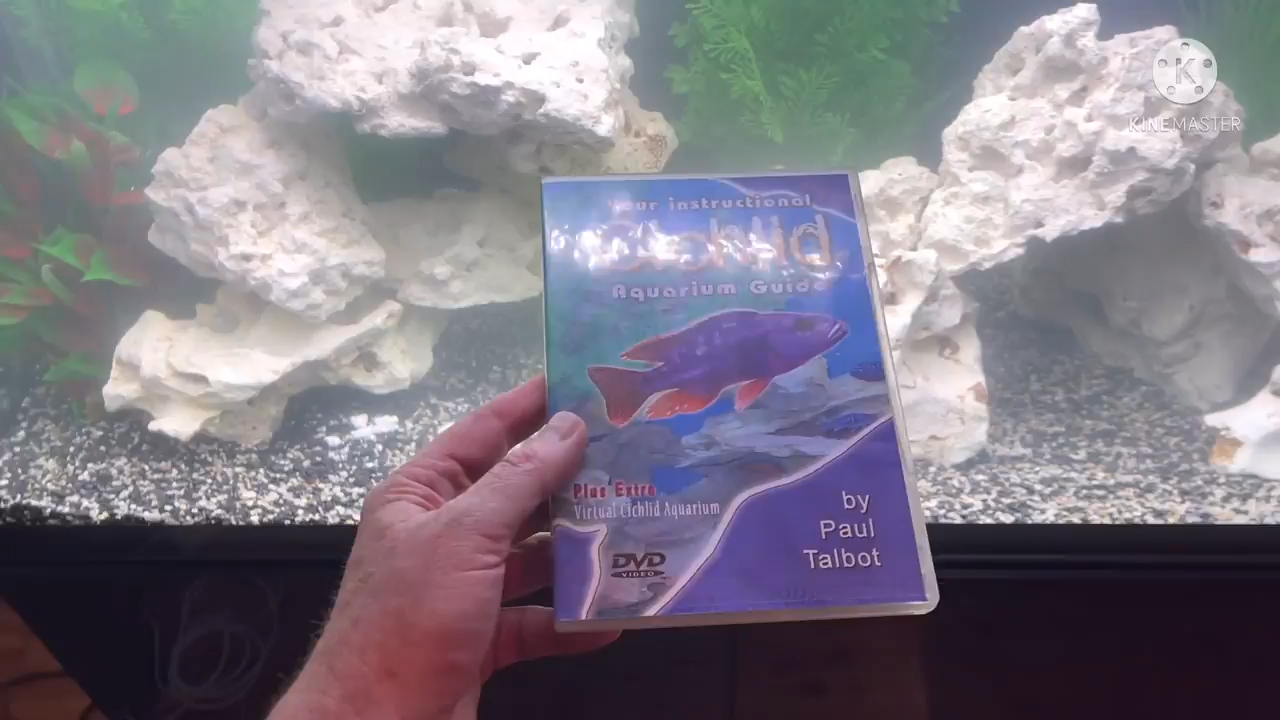 K
KINEMASTER
Your instructional
Cichlid
Aquarium Guide
Plus Extra
Virtual Cichlid Aquarium
by
Paul
Talbot
DVD
VIDEO